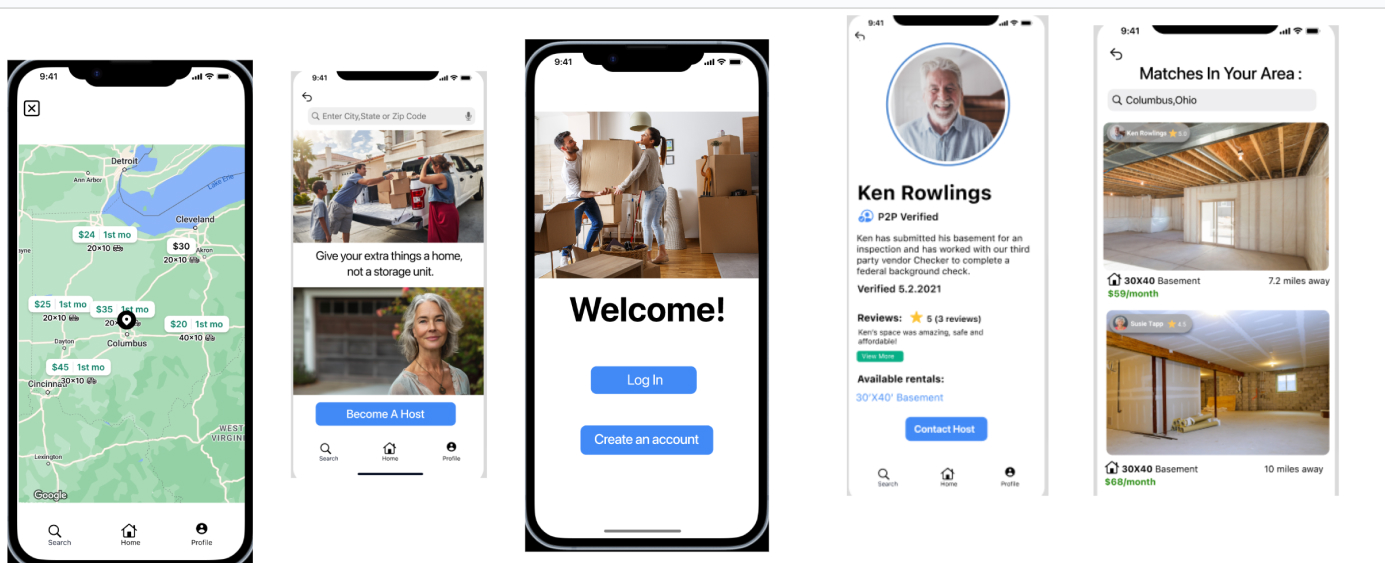 9:41
Detroit
Ann Arbor
Lake Erie
Cleveland
$24 1st mo
20×10
$30
Akron
20×10
ayne
$25 1st mo
20×10
$35 1st mo
$20 1st mo
40×10
Dayton
Columbus
$45 1st mo
30×10
WEST
VIRGINI
Lexington
Google
Search
Home
Profile
9:41
Enter City,State or Zip Code
Give your extra things a home,
not a storage unit.
Become A Host
Search
Home
Profile
9:41
Welcome!
Log In
Create an account
9:41
Ken Rowlings
P2P Verified
Ken has submitted his basement for an
inspection and has worked with our third
party vendor Checker to complete a
federal background check.
Verified 5.2.2021
Reviews: 5 (3 reviews)
Ken's space was amazing, safe and
affordable!
View More
Available rentals:
30'X40' Basement
Contact Host
Search
Home
Profile
9:41
Matches In Your Area :
Columbus,Ohio
Ken Rowlings 5.0
30X40 Basement
7.2 miles away
$59/month
Susie Tapp 4.5
30X40 Basement
10 miles away
$68/month